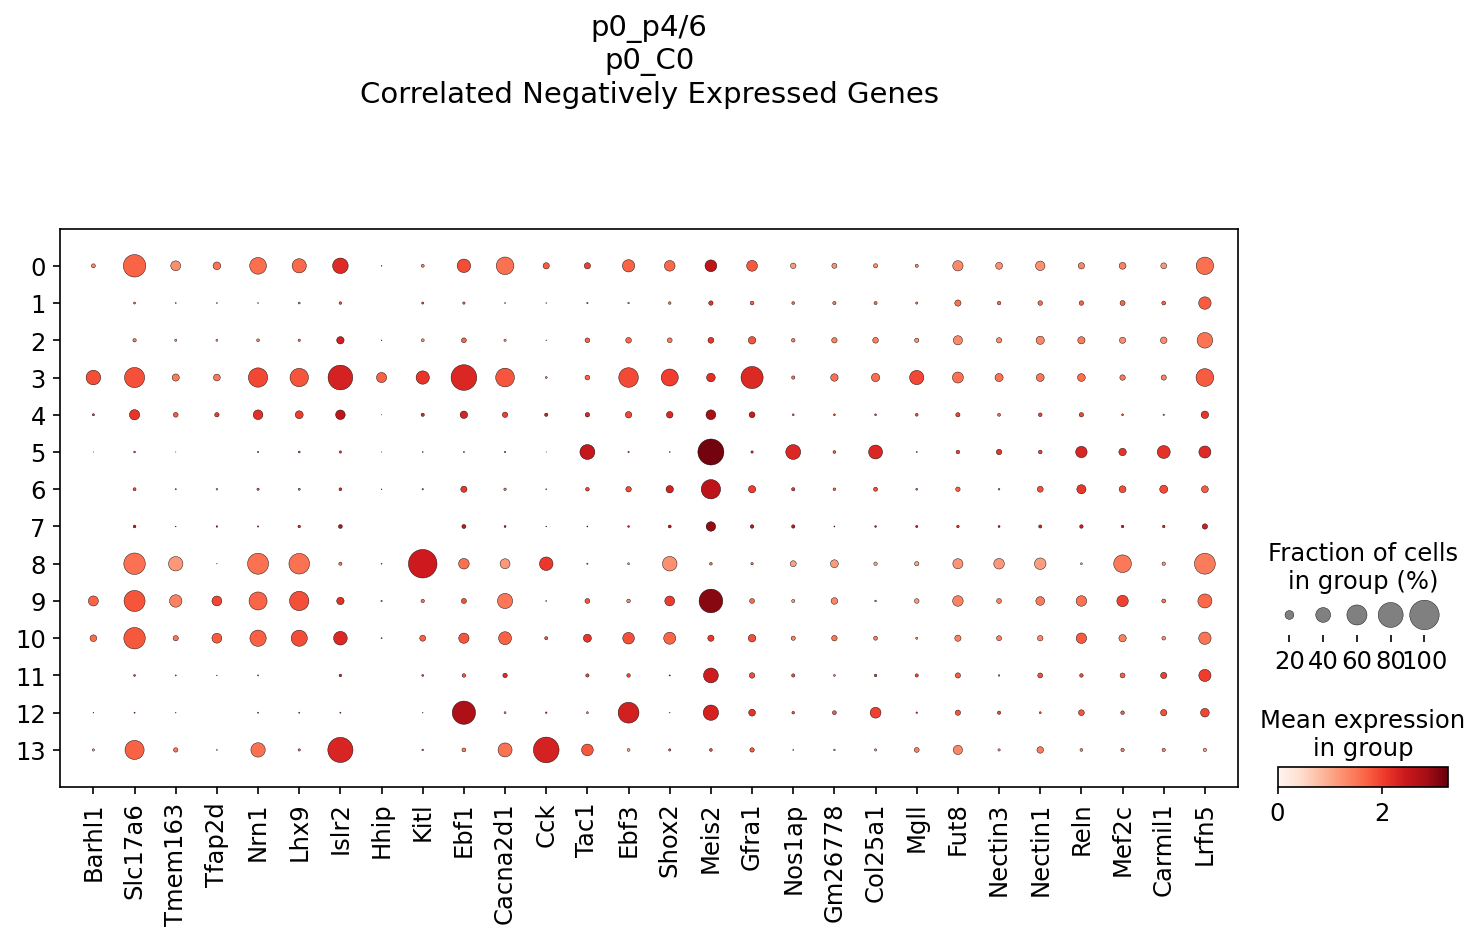 p0_p4/6
p0_C0
Correlated Negatively Expressed Genes
0
1
2
3
4
5
6
7
8
9
10
11
12
13
Barhl1
Slc17a6
Tmem163
Tfap2d
Nrn1
Lhx9
Islr2
Hhip
Kitl
Ebf1
Cacna2d1
Cck
Tac1
Ebf3
Shox2
Meis2
Gfra1
Nos1ap
Gm26778
Col25a1
Mgll
Fut8
Nectin3
Nectin1
Reln
Mef2c
Carmil1
Lrfn5
Fraction of cells
in group (%)
20 40 60 80 100
Mean expression
in group
0 2